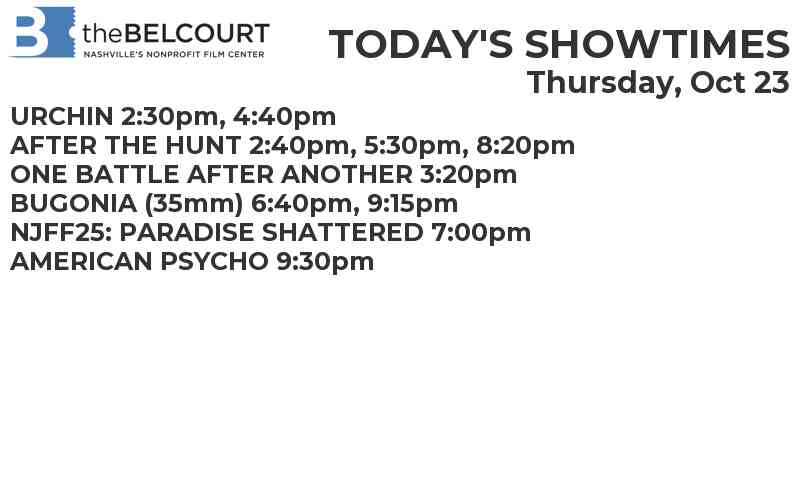 B theBELCOURT
NASHVILLE'S NONPROFIT FILM CENTER
TODAY'S SHOWTIMES
Thursday, Oct 23
URCHIN 2:30pm, 4:40pm
AFTER THE HUNT 2:40pm, 5:30pm, 8:20pm
ONE BATTLE AFTER ANOTHER 3:20pm
BUGONIA (35mm) 6:40pm, 9:15pm
NJFF25: PARADISE SHATTERED 7:00pm
AMERICAN PSYCHO 9:30pm